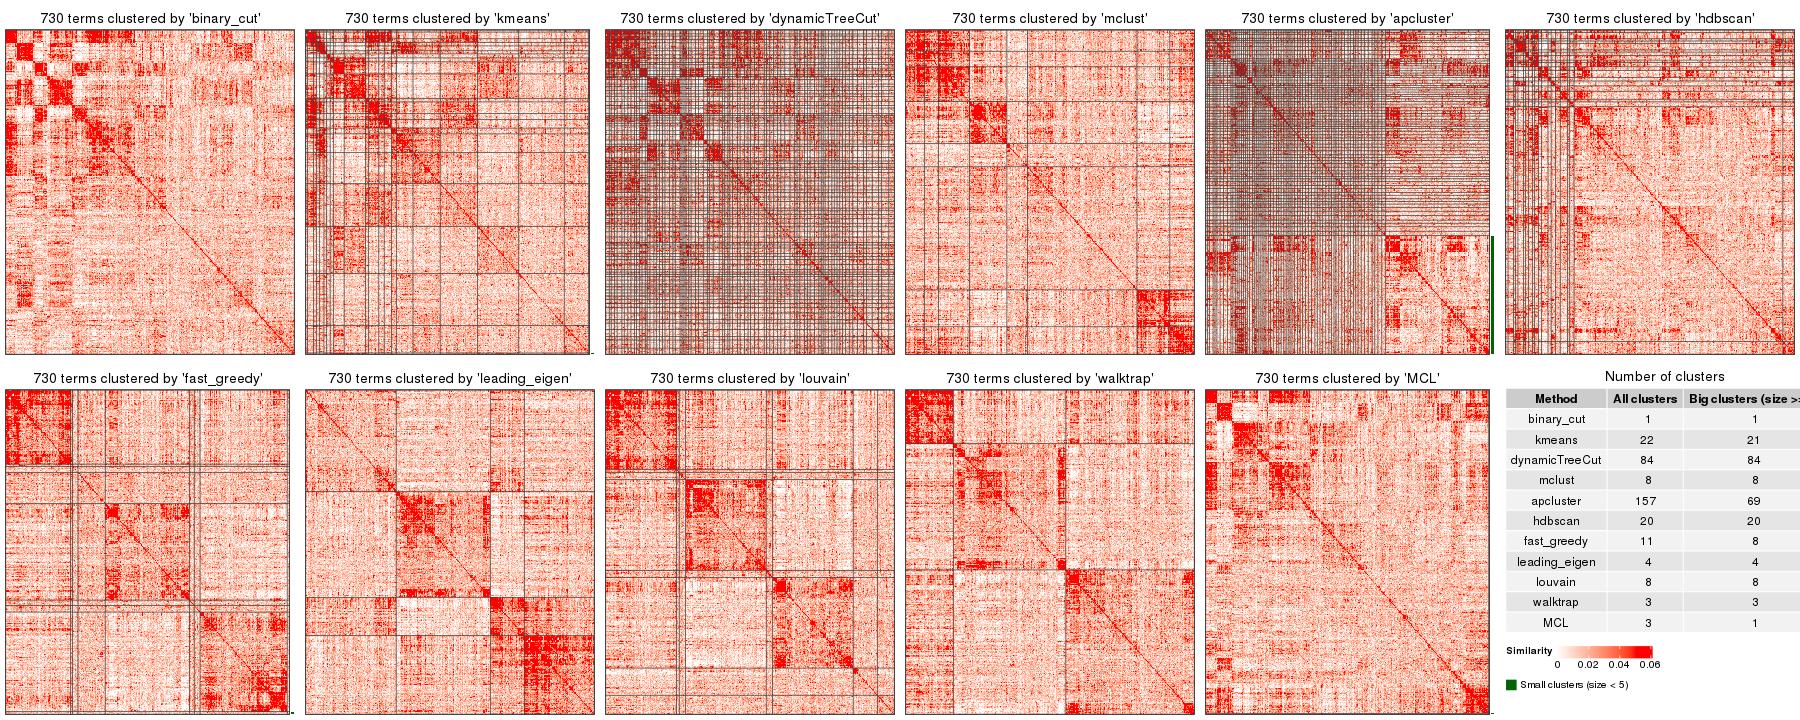 730 terms clustered by 'binary_cut'
730 terms clustered by 'kmeans'
730 terms clustered by 'dynamicTreeCut'
730 terms clustered by 'mclust'
730 terms clustered by 'apcluster'
730 terms clustered by 'hdbscan'
730 terms clustered by 'fast_greedy'
730 terms clustered by 'leading_eigen'
730 terms clustered by 'louvain'
730 terms clustered by 'walktrap'
730 terms clustered by 'MCL'
Number of clusters
Method All clusters Big clusters (size >=
binary_cut 1 1
kmeans 22 21
dynamicTreeCut 84 84
mclust 8 8
apcluster 157 69
hdbscan 20 20
fast_greedy 11 8
leading_eigen 4 4
louvain 8 8
walktrap 3 3
MCL 3 1
Similarity
0 0.02 0.04 0.06
Small clusters (size < 5)